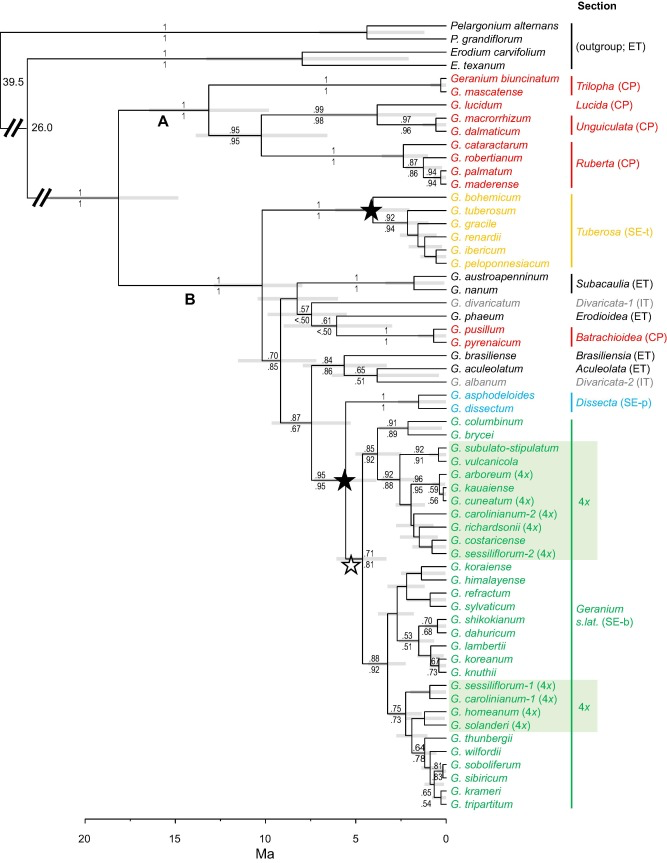 Section
Pelargonium alternans
P. grandiflorum
Erodium carvifolium
E. texanum
(outgroup; ET)
Geranium biuncinatum
G. mascatense
Trilopha (CP)
G. lucidum
Lucida (CP)
G. macrorrhizum
G. dalmaticum
Unguiculata (CP)
G. cataractarum
G. robertianum
G. palmatum
G. maderense
Ruberta (CP)
G. bohemicum
G. tuberosum
G. gracile
G. renardii
G. ibericum
G. peloponnesiacum
Tuberosa (SE-t)
G. austroapenninum
G. nanum
Subacaulia (ET)
G. divaricatum
Divaricata-1 (IT)
G. phaeum
Erodioidea (ET)
G. pusillum
G. pyrenaicum
Batrachioidea (CP)
G. brasiliense
Brasiliensia (ET)
G. aculeolatum
Aculeolata (ET)
G. albanum
Divaricata-2 (IT)
G. asphodeloides
G. dissectum
Dissecta (SE-p)
G. columbinum
G. brycei
G. subulato-stipulatum
G. vulcanicola
G. arboreum (4x)
G. kauaiense
G. cuneatum (4x)
G. carolinianum-2 (4x)
G. richardsonii (4x)
G. costaricense
G. sessiliflorum-2 (4x)
4x
G. koraiense
G. himalayense
G. refractum
G. sylvaticum
G. shikokianum
G. dahuricum
G. lambertii
G. koreanum
G. knuthii
Geranium
s.lat. (SE-b)
G. sessiliflorum-1 (4x)
G. carolinianum-1 (4x)
G. homeanum (4x)
G. solanderi (4x)
4x
G. thunbergii
G. wilfordii
G. soboliferum
G. sibiricum
G. krameri
G. tripartitum
39.5
26.0
A
B
1
1
1
1
1
1
1
1
1
1
.95
.95
.99
.98
.97
.96
1
1
.87
.86
.94
.94
1
1
.92
.94
1
1
1
1
.57
<.50
.61
<.50
1
1
.70
.85
.86
.65
.51
.62
.87
.67
1
1
.95
.95
.91
.89
.85
.92
.92
.91
.92
.88
.96
.95
.59
.56
.71
.81
.70
.68
.53
.51
.67
.73
.88
.92
.75
.73
.64
.78
.81
.83
.65
.54
20
15
10
5
0
Ma